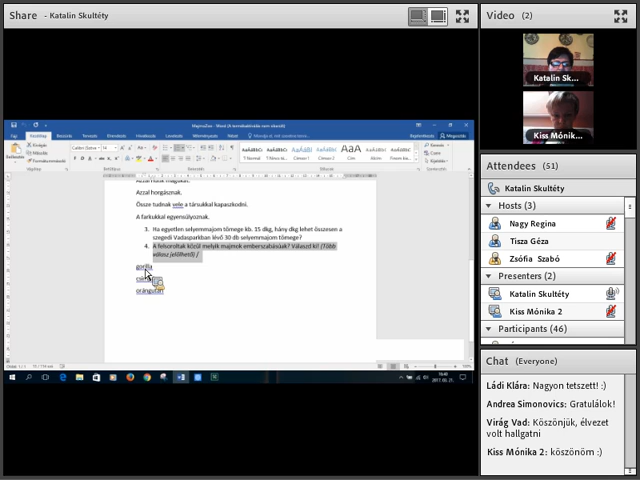 Share - Katalin Skultéty
Azzal horgásznak.
Össze tudnak vele a társukkal kapaszkodni.
A farkukkal egyensúlyoznak.
3. Ha egyetlen selyemmajom tömege kb. 15 dkg, hány dkg lehet összesen a
szegedi Vadasparkban lévő 30 db selyemmajom tömege?
4. A felsoroltak közül melyik majmok emberszabásúak? Válaszd ki! (Több
válasz jelölhető)
gorilla
orángután
Video (2)
Katalin Sk...
Kiss Mónik...
Attendees (51)
Katalin Skultéty
Hosts (3)
Nagy Regina
Tisza Géza
Zsófia Szabó
Presenters (2)
Katalin Skultéty
Kiss Mónika 2
Participants (46)
Chat (Everyone)
Ládi Klára: Nagyon tetszett! :)
Andrea Simonovics: Gratulálok!
Virág Vad: Köszönjük, élvezet
volt hallgatni
Kiss Mónika 2: köszönöm :)